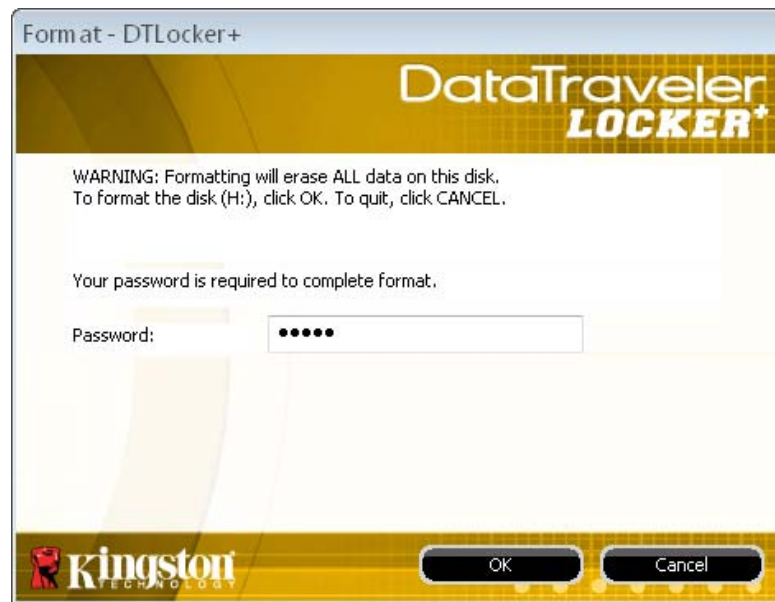 Format - DTLocker+
DataTraveler
LOCKER+
WARNING: Formatting will erase ALL data on this disk.
To format the disk (H:), click OK. To quit, click CANCEL.
Your password is required to complete format.
Password: •••••
Kingston
TECHNOLOGY
OK
Cancel